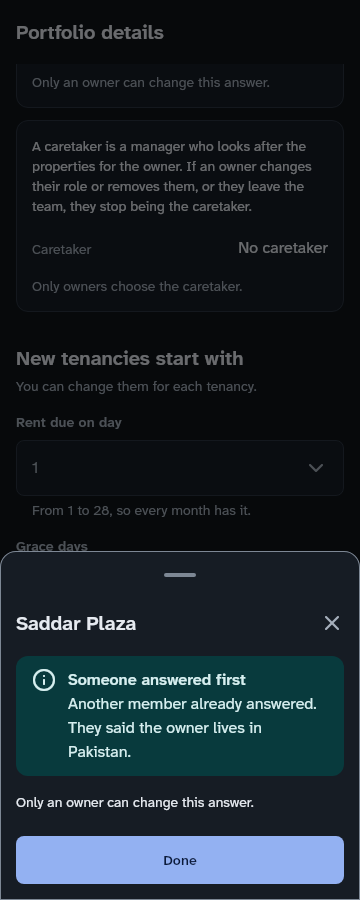 Portfolio details
Only an owner can change this answer.
A caretaker is a manager who looks after the
properties for the owner. If an owner changes
their role or removes them, or they leave the
team, they stop being the caretaker.
Caretaker
No caretaker
Only owners choose the caretaker.
New tenancies start with
You can change them for each tenancy.
Rent due on day
1
From 1 to 28, so every month has it.
Grace days
Saddar Plaza
Someone answered first
Another member already answered.
They said the owner lives in
Pakistan.
Only an owner can change this answer.
Done